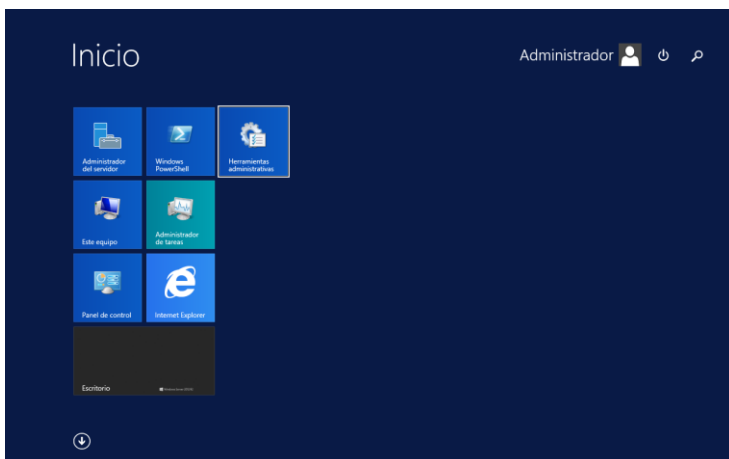 Inicio
Administrador
Administrador
del servidor
Windows
PowerShell
Herramientas
administrativas
Este equipo
Administrador
de tareas
Panel de control
Internet Explorer
Escritorio